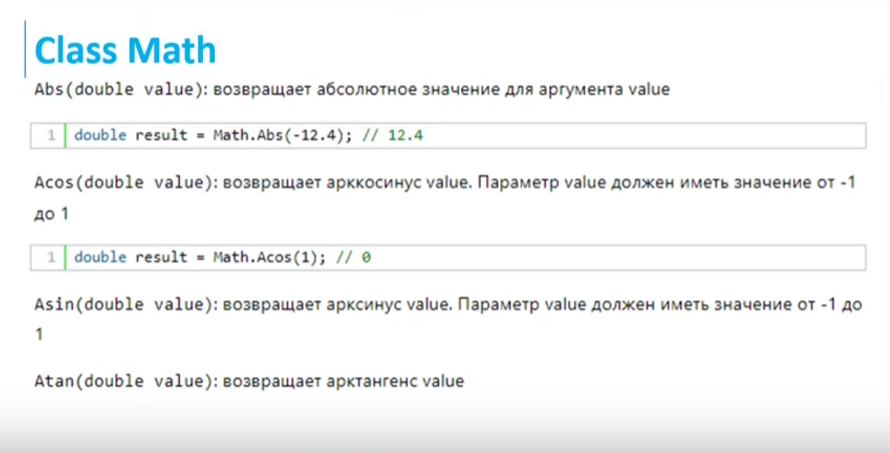 Class Math
Abs(double value): возвращает абсолютное значение для аргумента value
1 double result = Math.Abs(-12.4); // 12.4
Acos(double value): возвращает арккосинус value. Параметр value должен иметь значение от -1
до 1
1 double result = Math.Acos(1); // 0
Asin(double value): возвращает арксинус value. Параметр value должен иметь значение от -1 до
1
Atan(double value): возвращает арктангенс value